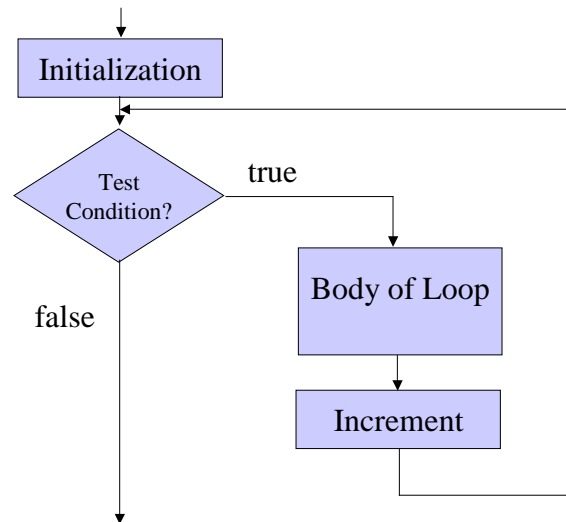 Initialization
Test
Condition?
true
Body of Loop
false
Increment